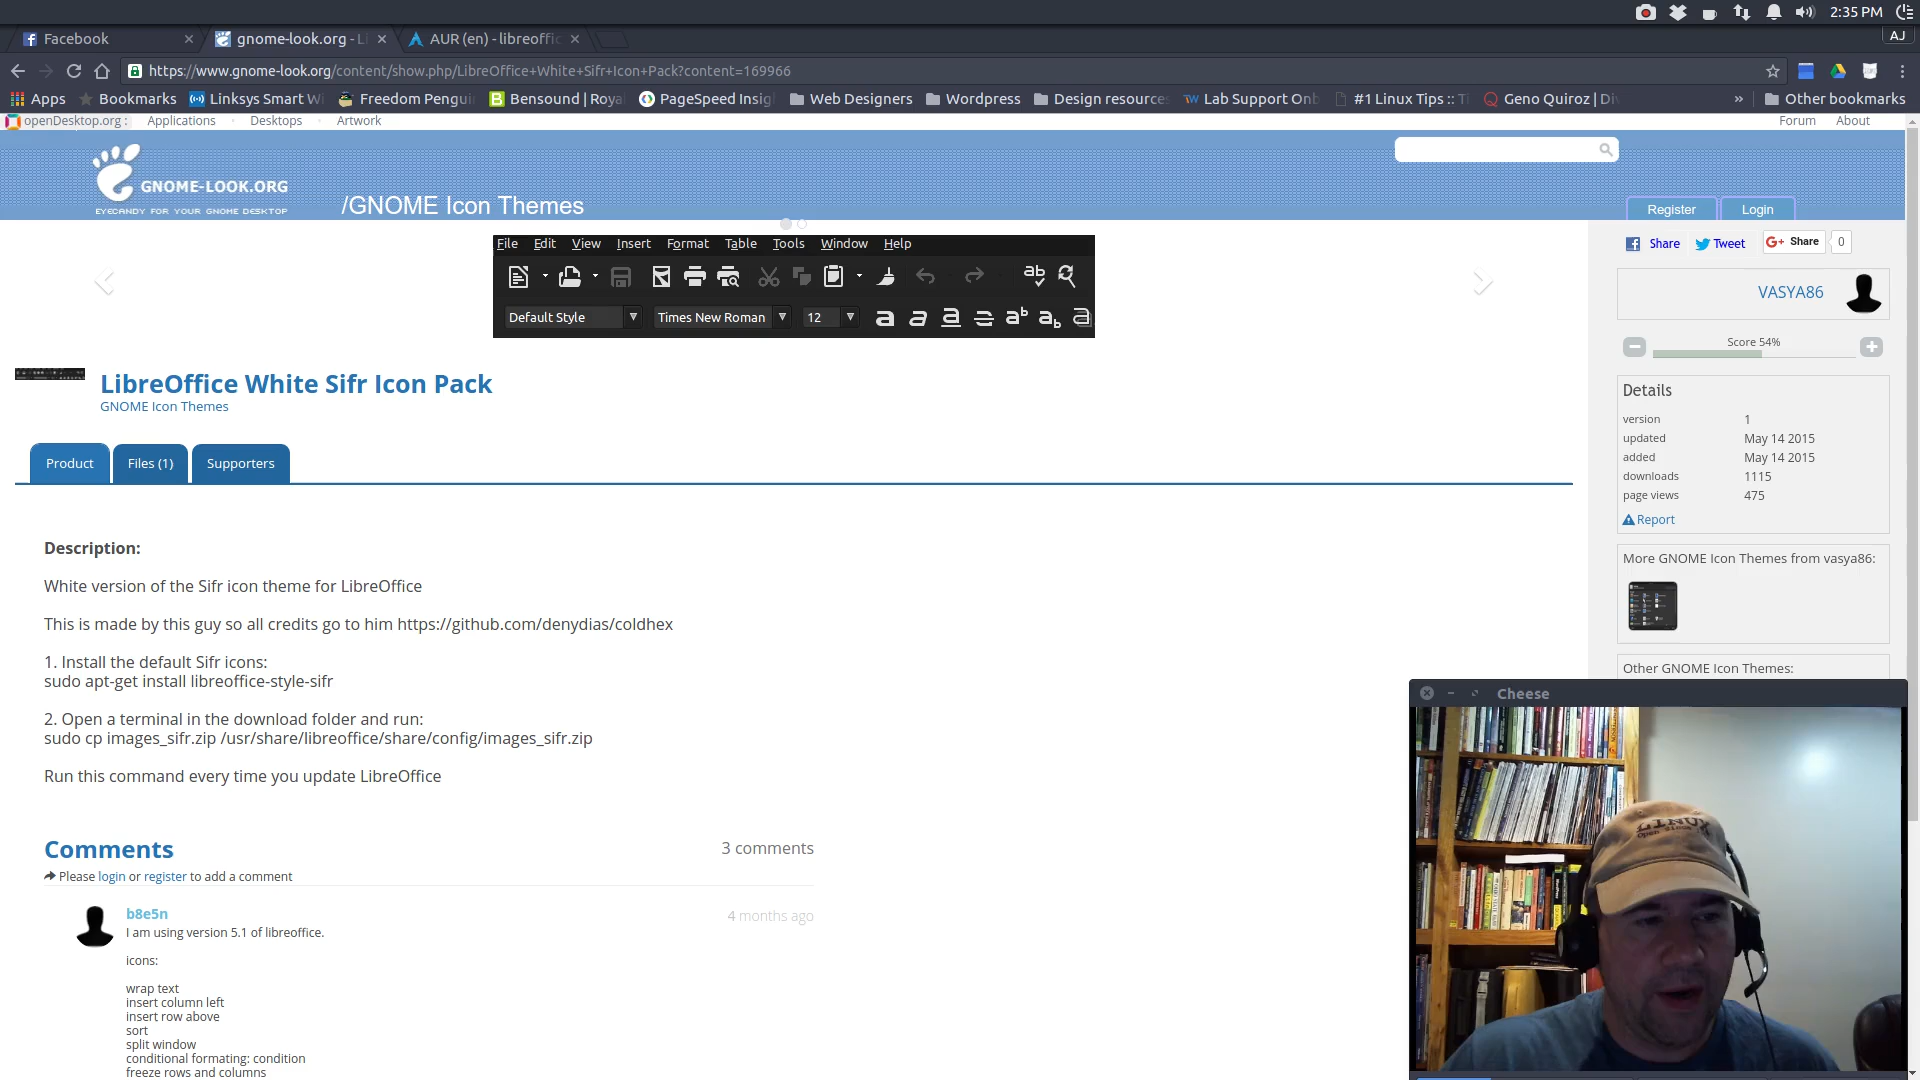 2:35 PM
Facebook
gnome-look.org - Li
AUR (en) - libreoffic
AJ
https://www.gnome-look.org/content/show.php/LibreOffice+White+Sifr+Icon+Pack?content=169966
Apps Bookmarks Linksys Smart Wi Freedom Pengui Bensound | Roya PageSpeed Insig Web Designers Wordpress Design resources Lab Support Onb #1 Linux Tips :: Ti Geno Quiroz | Div » Other bookmarks
openDesktop.org : Applications Desktops Artwork Forum About
GNOME-LOOK.ORG
EYECANDY FOR YOUR GNOME DESKTOP
/GNOME Icon Themes
Register Login
File Edit View Insert Format Table Tools Window Help
Default Style Times New Roman 12
Share Tweet G+ Share 0
VASYA86
Score 54%
LibreOffice White Sifr Icon Pack
GNOME Icon Themes
Product Files (1) Supporters
Details
version 1
updated May 14 2015
added May 14 2015
downloads 1115
page views 475
Report
More GNOME Icon Themes from vasya86:
Other GNOME Icon Themes:
Description:
White version of the Sifr icon theme for LibreOffice
This is made by this guy so all credits go to him https://github.com/denydias/coldhex
1. Install the default Sifr icons:
sudo apt-get install libreoffice-style-sifr
2. Open a terminal in the download folder and run:
sudo cp images_sifr.zip /usr/share/libreoffice/share/config/images_sifr.zip
Run this command every time you update LibreOffice
Comments 3 comments
Please login or register to add a comment
b8e5n 4 months ago
I am using version 5.1 of libreoffice.
icons:
wrap text
insert column left
insert row above
sort
split window
conditional formating: condition
freeze rows and columns
Cheese
LINUX